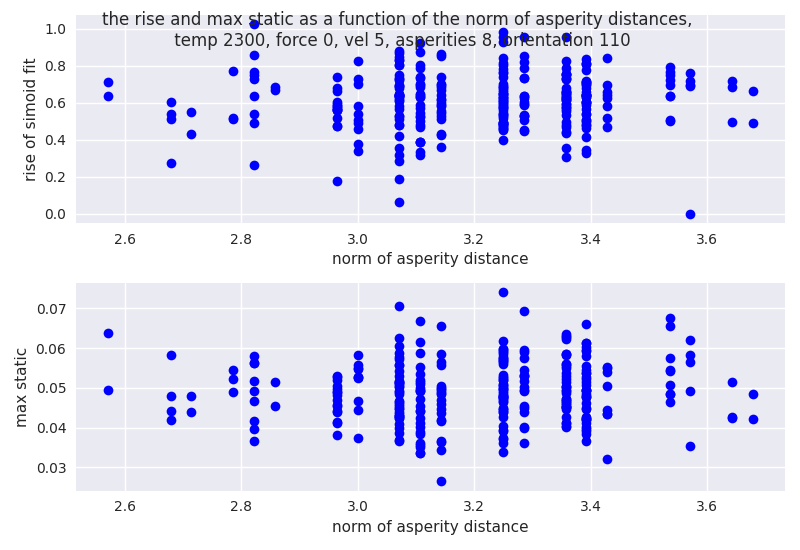 the rise and max static as a function of the norm of asperity distances,
temp 2300, force 0, vel 5, asperities 8, orientation 110
1.0
0.8
0.6
0.4
0.2
0.0
rise of simoid fit
2.6 2.8 3.0 3.2 3.4 3.6
norm of asperity distance
0.07
0.06
0.05
0.04
0.03
max static
2.6 2.8 3.0 3.2 3.4 3.6
norm of asperity distance